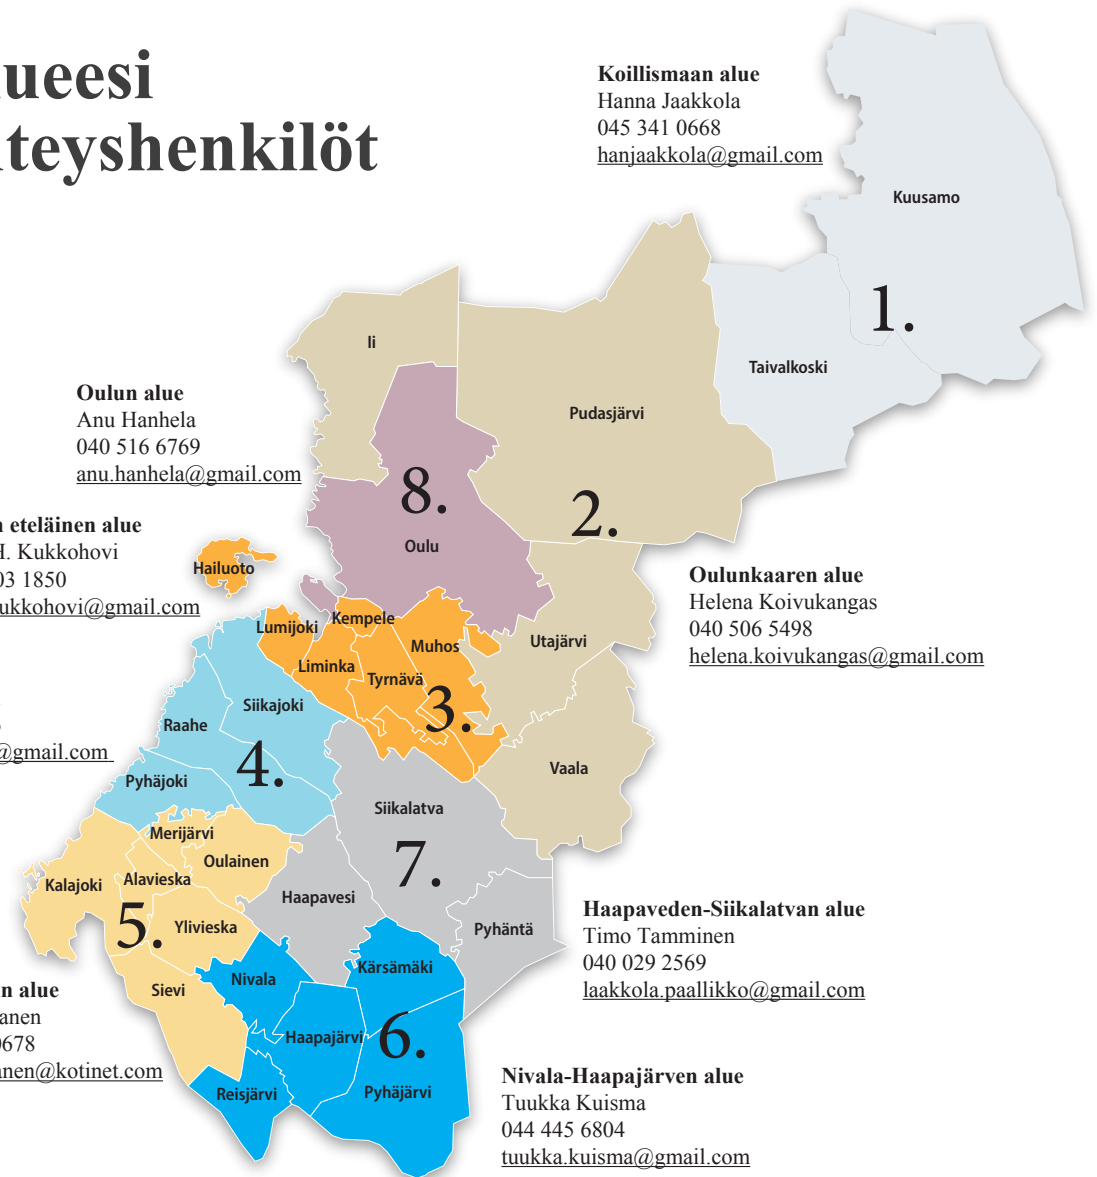 ueesi
teyshenkilöt
Koillismaan alue
Hanna Jaakkola
045 341 0668
hanjaakkola@gmail.com
Kuusamo
1.
Taivalkoski
Ii
Pudasjärvi
2.
Oulun alue
Anu Hanhela
040 516 6769
anu.hanhela@gmail.com
8.
Oulu
eteläinen alue
H. Kukkohovi
03 1850
ukkohovi@gmail.com
Hailuoto
Oulunkaaren alue
Helena Koivukangas
040 506 5498
helena.koivukangas@gmail.com
Lumijoki
Kempele
Muhos
Utajärvi
Liminka
Tyrnävä
3.
Siikajoki
Raahe
@gmail.com
4.
Pyhäjoki
Vaala
Siikalatva
7.
Merijärvi
Oulainen
Kalajoki
Alavieska
Haapavesi
5.
Ylivieska
Pyhäntä
Haapaveden-Siikalatvan alue
Timo Tamminen
040 029 2569
laakkola.paallikko@gmail.com
Kärsämäki
Nivala
Sievi
n alue
anen
0678
anen@kotinet.com
Haapajärvi
6.
Reisjärvi
Pyhäjärvi
Nivala-Haapajärven alue
Tuukka Kuisma
044 445 6804
tuukka.kuisma@gmail.com